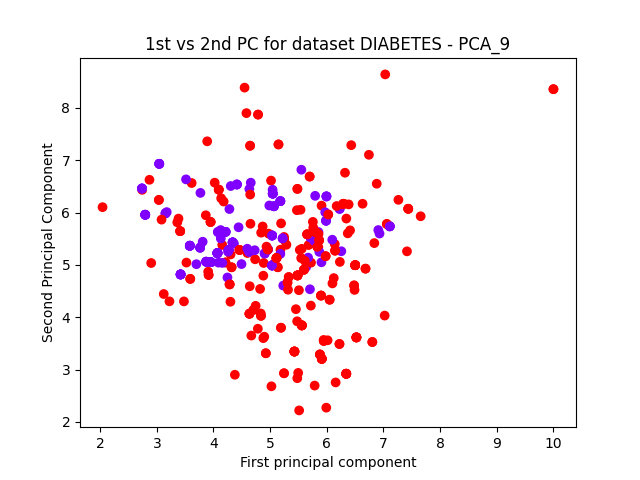 1st vs 2nd PC for dataset DIABETES - PCA_9
Second Principal Component
8
7
6
5
4
3
2
2 3 4 5 6 7 8 9 10
First principal component